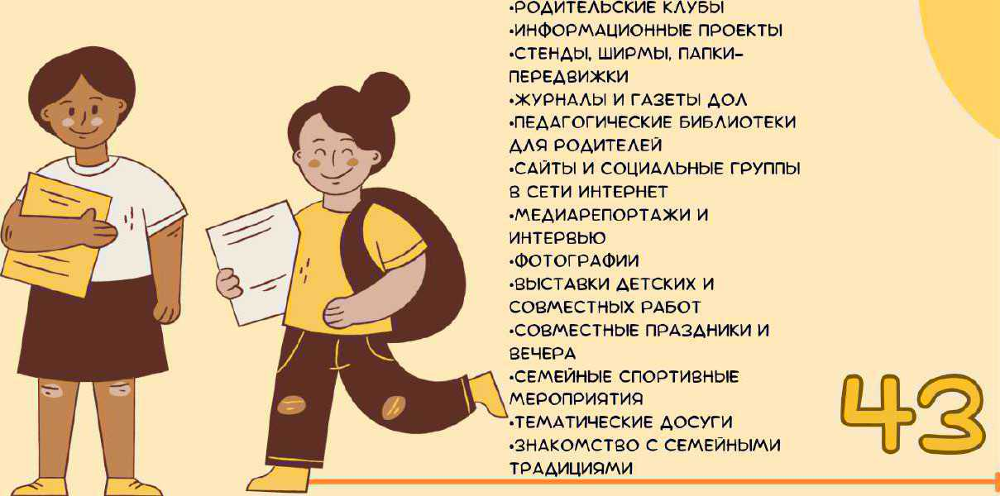 •РОДИТЕЛЬСКИЕ КЛУБЫ
•ИНФОРМАЦИОННЫЕ ПРОЕКТЫ
•СТЕНДЫ, ШИРМЫ, ПАПКИ-
ПЕРЕДВИЖКИ
•ЖУРНАЛЫ И ГАЗЕТЫ ДОЛ
•ПЕДАГОГИЧЕСКИЕ БИБЛИОТЕКИ
ДЛЯ РОДИТЕЛЕЙ
•САЙТЫ И СОЦИАЛЬНЫЕ ГРУППЫ
В СЕТИ ИНТЕРНЕТ
•МЕДИАРЕПОРТАЖИ И
ИНТЕРВЬЮ
•ФОТОГРАФИИ
•ВЫСТАВКИ ДЕТСКИХ И
СОВМЕСТНЫХ РАБОТ
•СОВМЕСТНЫЕ ПРАЗДНИКИ И
ВЕЧЕРА
•СЕМЕЙНЫЕ СПОРТИВНЫЕ
МЕРОПРИЯТИЯ
•ТЕМАТИЧЕСКИЕ ДОСУГИ
•ЗНАКОМСТВО С СЕМЕЙНЫМИ
ТРАДИЦИЯМИ
43